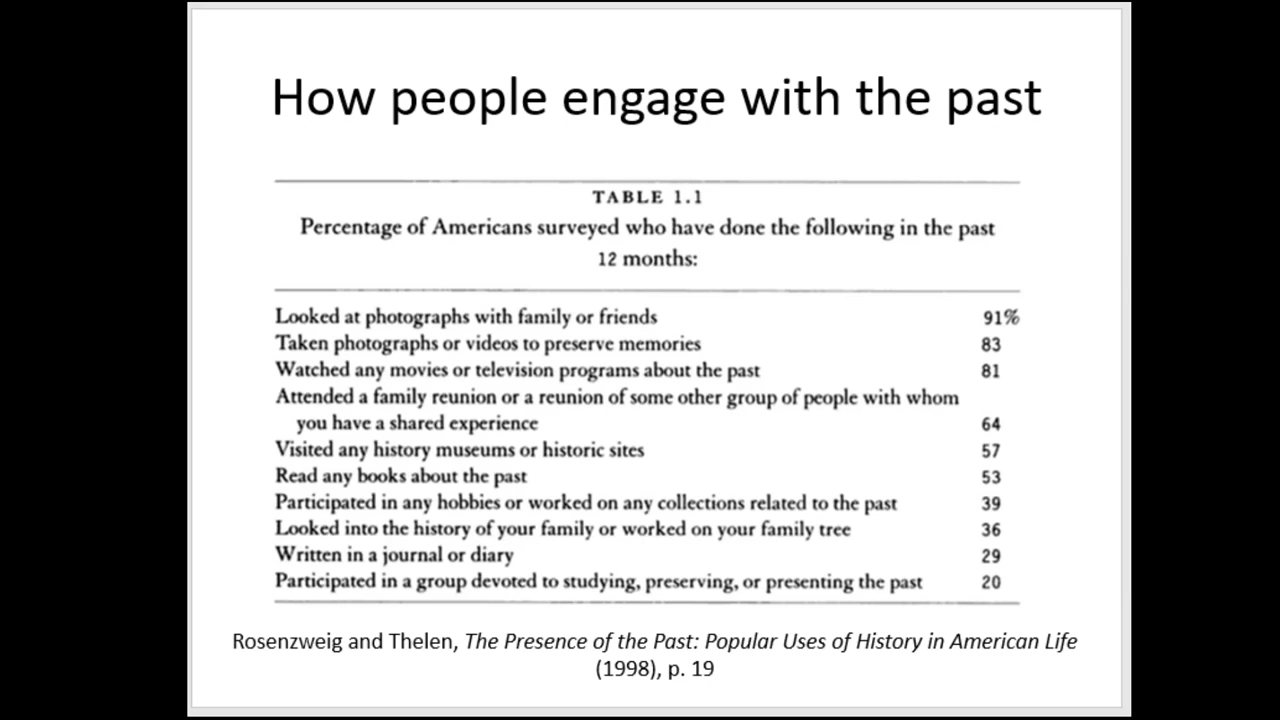 How people engage with the past
TABLE 1.1
Percentage of Americans surveyed who have done the following in the past
12 months:
Looked at photographs with family or friends 91%
Taken photographs or videos to preserve memories 83
Watched any movies or television programs about the past 81
Attended a family reunion or a reunion of some other group of people with whom
you have a shared experience 64
Visited any history museums or historic sites 57
Read any books about the past 53
Participated in any hobbies or worked on any collections related to the past 39
Looked into the history of your family or worked on your family tree 36
Written in a journal or diary 29
Participated in a group devoted to studying, preserving, or presenting the past 20
Rosenzweig and Thelen, The Presence of the Past: Popular Uses of History in American Life
(1998), p. 19